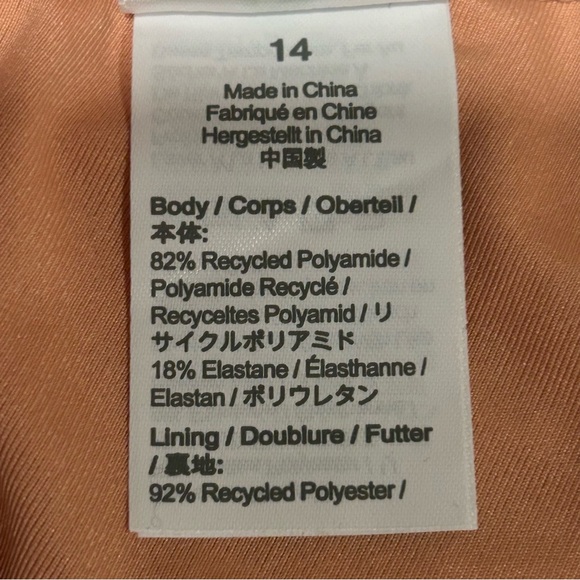 14
Made in China
Fabriqué en Chine
Hergestellt in China
中国製
Body / Corps / Oberteil /
本体:
82% Recycled Polyamide /
Polyamide Recyclé /
Recyceltes Polyamid / リ
サイクルポリアミド
18% Elastane / Élasthanne /
Elastan / ポリウレタン
Lining / Doublure / Futter
/ 裏地:
92% Recycled Polyester /